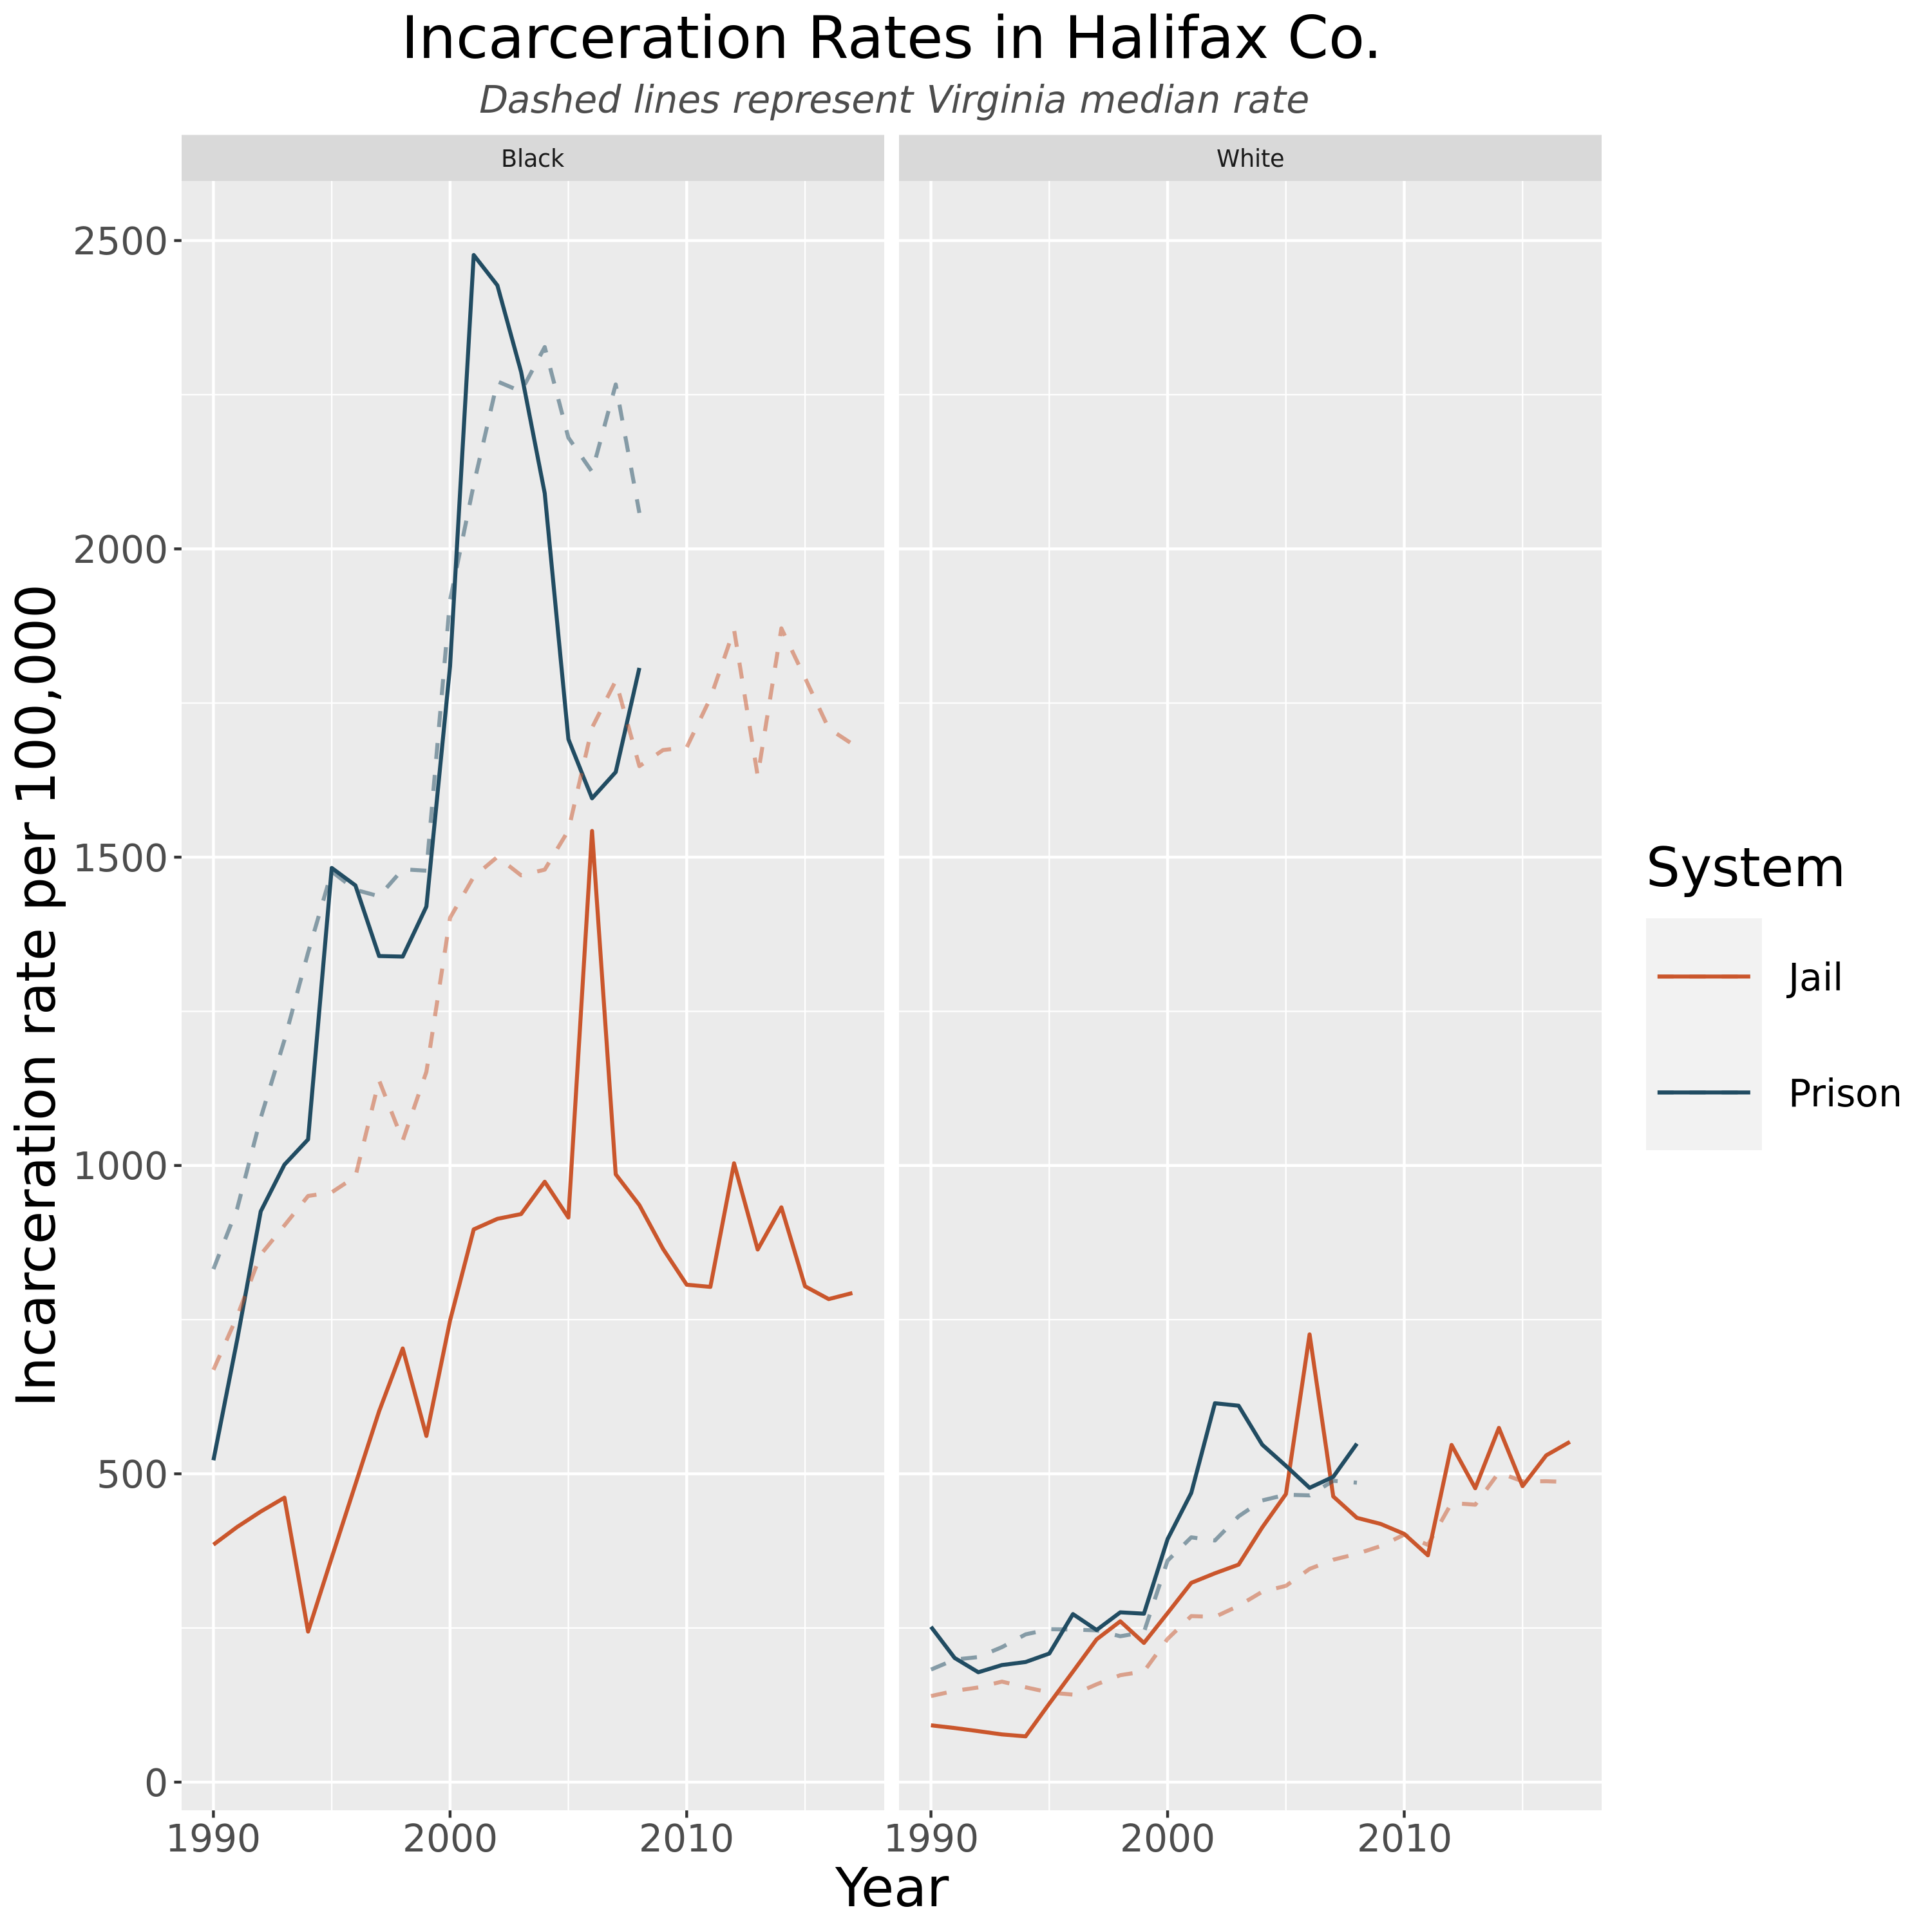 Incarceration Rates in Halifax Co.
Dashed lines represent Virginia median rate
Black
White
Incarceration rate per 100,000
2500
2000
1500
1000
500
0
1990
2000
2010
1990
2000
2010
Year
System
Jail
Prison